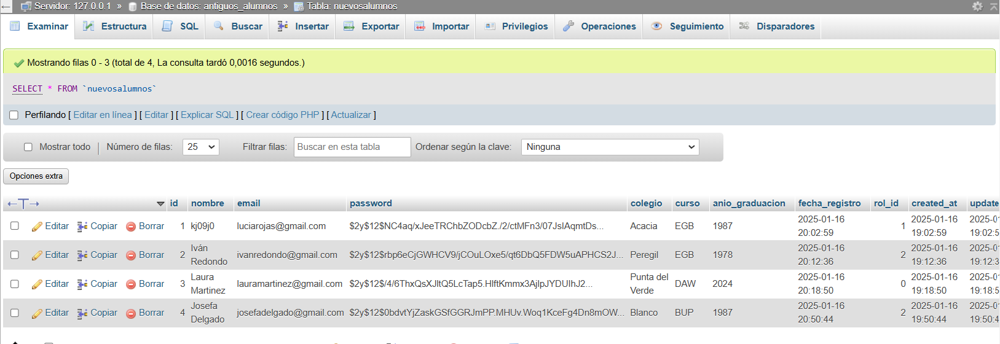 Servidor: 127.0.0.1 » Base de datos: antiguos_alumnos » Tabla: nuevosalumnos
Examinar Estructura SQL Buscar Insertar Exportar Importar Privilegios Operaciones Seguimiento Disparadores
Mostrando filas 0 - 3 (total de 4, La consulta tardó 0,0016 segundos.)
SELECT * FROM `nuevosalumnos`
Perfilando [ Editar en línea ] [ Editar ] [ Explicar SQL ] [ Crear código PHP ] [ Actualizar ]
Mostrar todo | Número de filas: 25 Filtrar filas: Buscar en esta tabla Ordenar según la clave: Ninguna
Opciones extra
←T→ id nombre email password colegio curso anio_graduacion fecha_registro rol_id created_at update
Editar Copiar Borrar 1 kj09j0 luciarojas@gmail.com $2y$12$NC4aq/xJeeTRChbZODcbZ./2/ctMFn3/07JsIAqmtDs... Acacia EGB 1987 2025-01-16 20:02:59 1 2025-01-16 19:02:59 2025-0 19:02:5
Editar Copiar Borrar 2 Iván Redondo ivanredondo@gmail.com $2y$12$rbp6eCjGWHCV9/jCOuLOxe5/qt6DbQ5FDW5uAPHCS2J... Peregil EGB 1978 2025-01-16 20:12:36 2 2025-01-16 19:12:36 2025-0 19:12:3
Editar Copiar Borrar 3 Laura Martinez lauramartinez@gmail.com $2y$12$/4/6ThxQsXJltQ5LcTap5.HlftKmmx3AjlpJYDUIhJ2... Punta del Verde DAW 2024 2025-01-16 20:18:50 0 2025-01-16 19:18:50 2025-0 19:18:5
Editar Copiar Borrar 4 Josefa Delgado josefadelgado@gmail.com $2y$12$0bdvtYjZaskGSfGGRJmPP.MHUv.Woq1KceFg4Dn8mOW... Blanco BUP 1987 2025-01-16 20:50:44 2 2025-01-16 19:50:44 2025-0 19:50:4